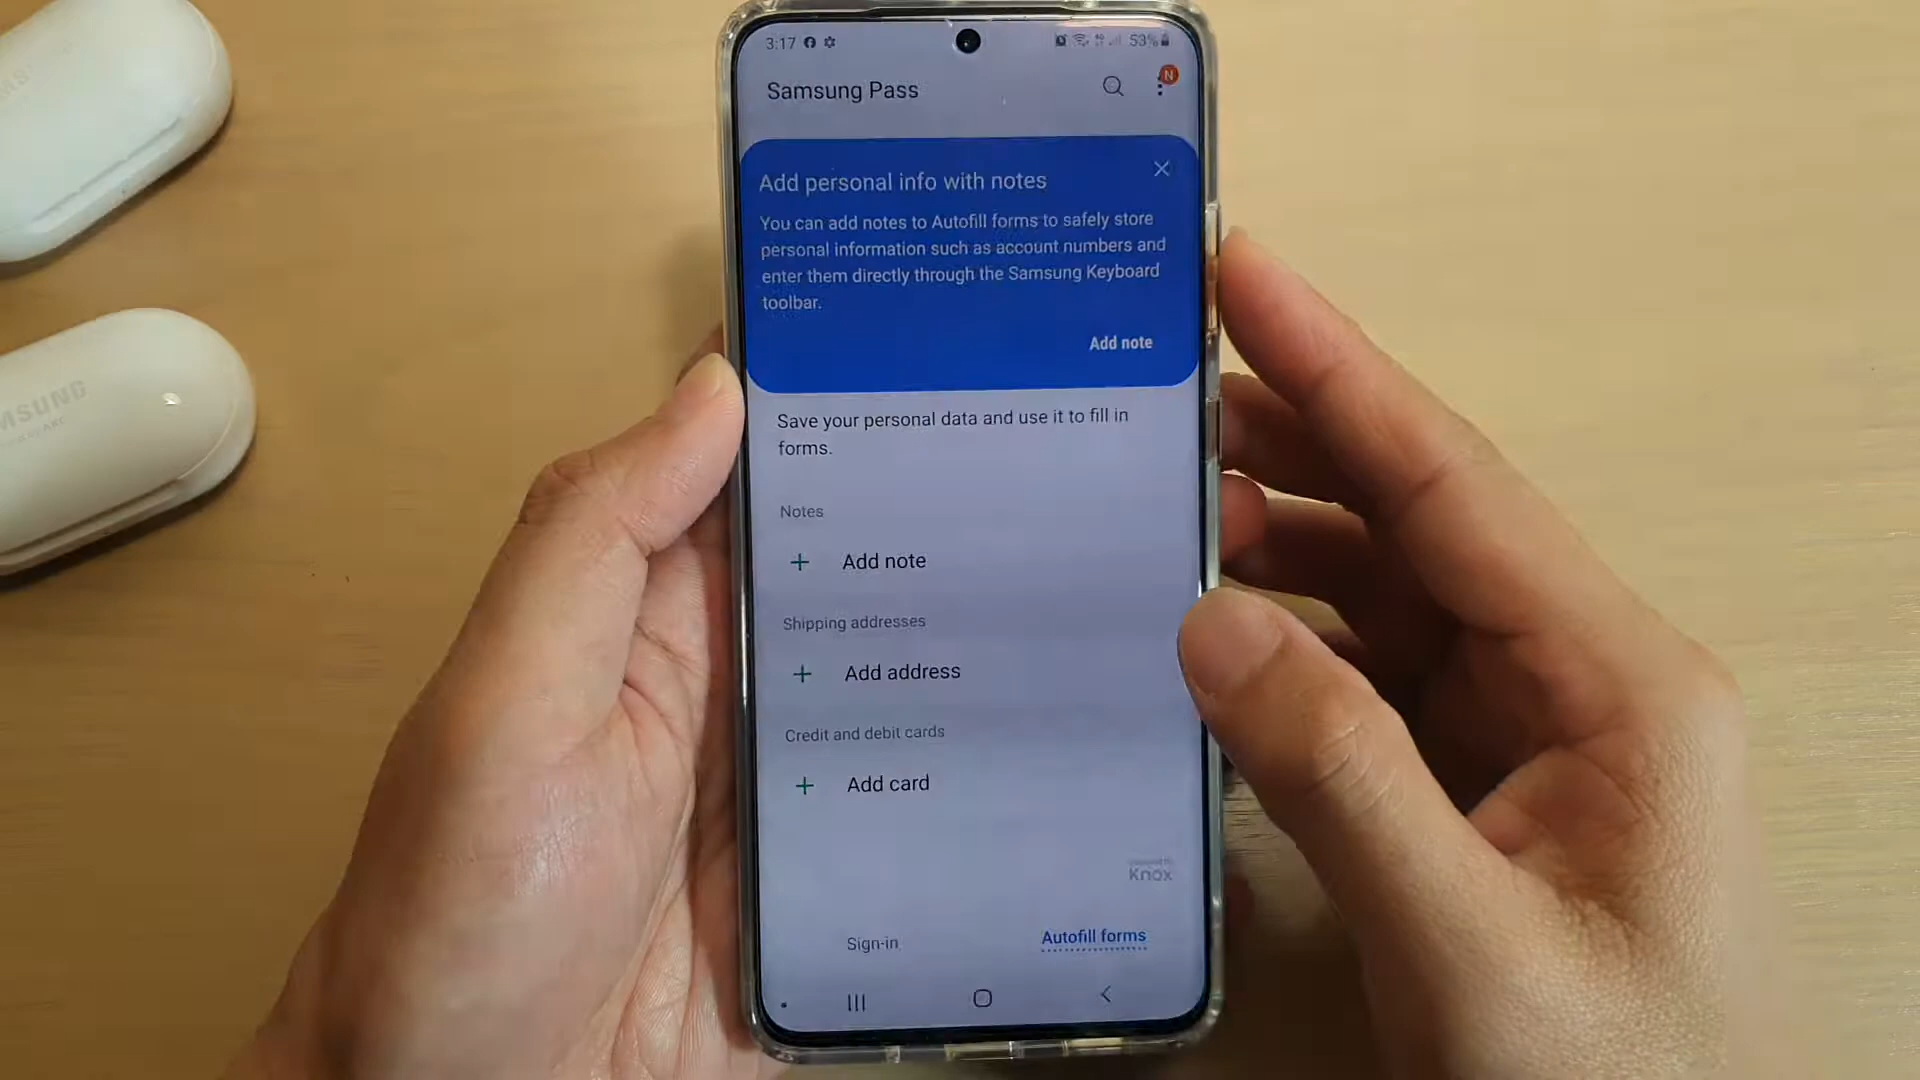 3:17
53%
Samsung Pass
N
Add personal info with notes
You can add notes to Autofill forms to safely store
personal information such as account numbers and
enter them directly through the Samsung Keyboard
toolbar.
Add note
Save your personal data and use it to fill in
forms.
Notes
+ Add note
Shipping addresses
+ Add address
Credit and debit cards
+ Add card
Knox
Sign-in
Autofill forms
SAMSUNG